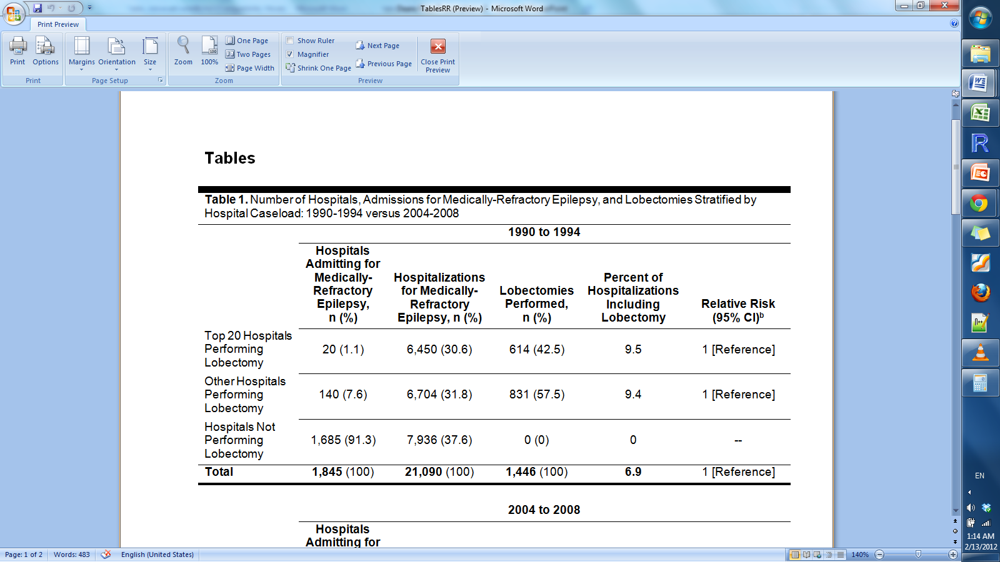 TablesRR (Preview) - Microsoft Word
Print Preview
Print
Options
Margins
Orientation
Size
Zoom
100%
One Page
Two Pages
Page Width
Show Ruler
Magnifier
Shrink One Page
Next Page
Previous Page
Close Print
Preview
Print
Page Setup
Zoom
Preview
Tables
Table 1. Number of Hospitals, Admissions for Medically-Refractory Epilepsy, and Lobectomies Stratified by
Hospital Caseload: 1990-1994 versus 2004-2008
1990 to 1994
Hospitals
Admitting for
Medically-
Refractory
Epilepsy,
n (%)
Hospitalizations
for Medically-
Refractory
Epilepsy, n (%)
Lobectomies
Performed,
n (%)
Percent of
Hospitalizations
Including
Lobectomy
Relative Risk
(95% CI)b
Top 20 Hospitals
Performing
Lobectomy
20 (1.1) 6,450 (30.6) 614 (42.5) 9.5 1 [Reference]
Other Hospitals
Performing
Lobectomy
140 (7.6) 6,704 (31.8) 831 (57.5) 9.4 1 [Reference]
Hospitals Not
Performing
Lobectomy
1,685 (91.3) 7,936 (37.6) 0 (0) 0 --
Total 1,845 (100) 21,090 (100) 1,446 (100) 6.9 1 [Reference]
2004 to 2008
Hospitals
Admitting for
Page: 1 of 2
Words: 483
English (United States)
140%
EN
1:14 AM
2/13/2012